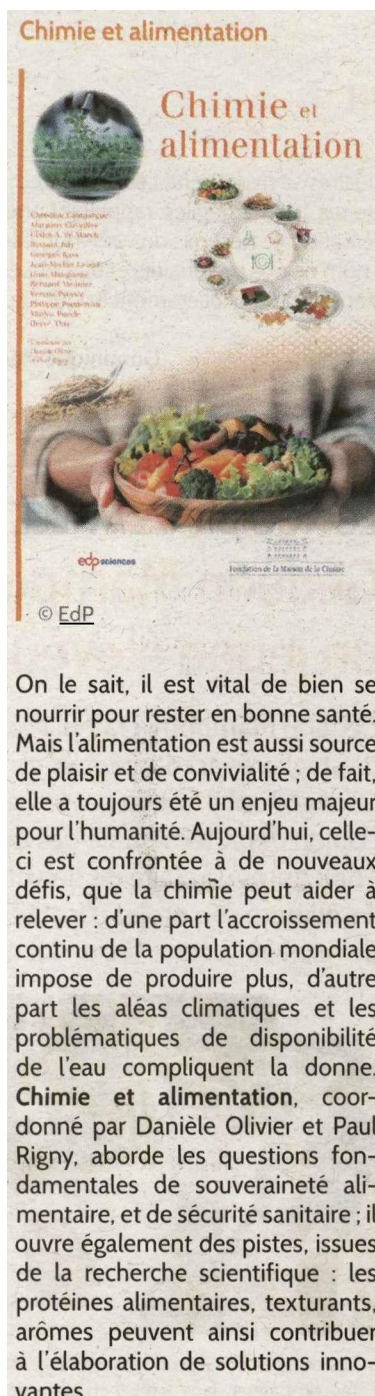 Chimie et alimentation
Chimie et
alimentation
Georges Kiss
Bernard Meunier
edp sciences
Fondation de la Maison de la Chimie
© EdP
On le sait, il est vital de bien se
nourrir pour rester en bonne santé.
Mais l'alimentation est aussi source
de plaisir et de convivialité ; de fait,
elle a toujours été un enjeu majeur
pour l'humanité. Aujourd'hui, celle-
ci est confrontée à de nouveaux
défis, que la chimie peut aider à
relever : d'une part l'accroissement
continu de la population mondiale
impose de produire plus, d'autre
part les aléas climatiques et les
problématiques de disponibilité
de l'eau compliquent la donne.
Chimie et alimentation, coor-
donné par Danièle Olivier et Paul
Rigny, aborde les questions fon-
damentales de souveraineté ali-
mentaire, et de sécurité sanitaire ; il
ouvre également des pistes, issues
de la recherche scientifique : les
protéines alimentaires, texturants,
arômes peuvent ainsi contribuer
à l'élaboration de solutions inno-
vantes.